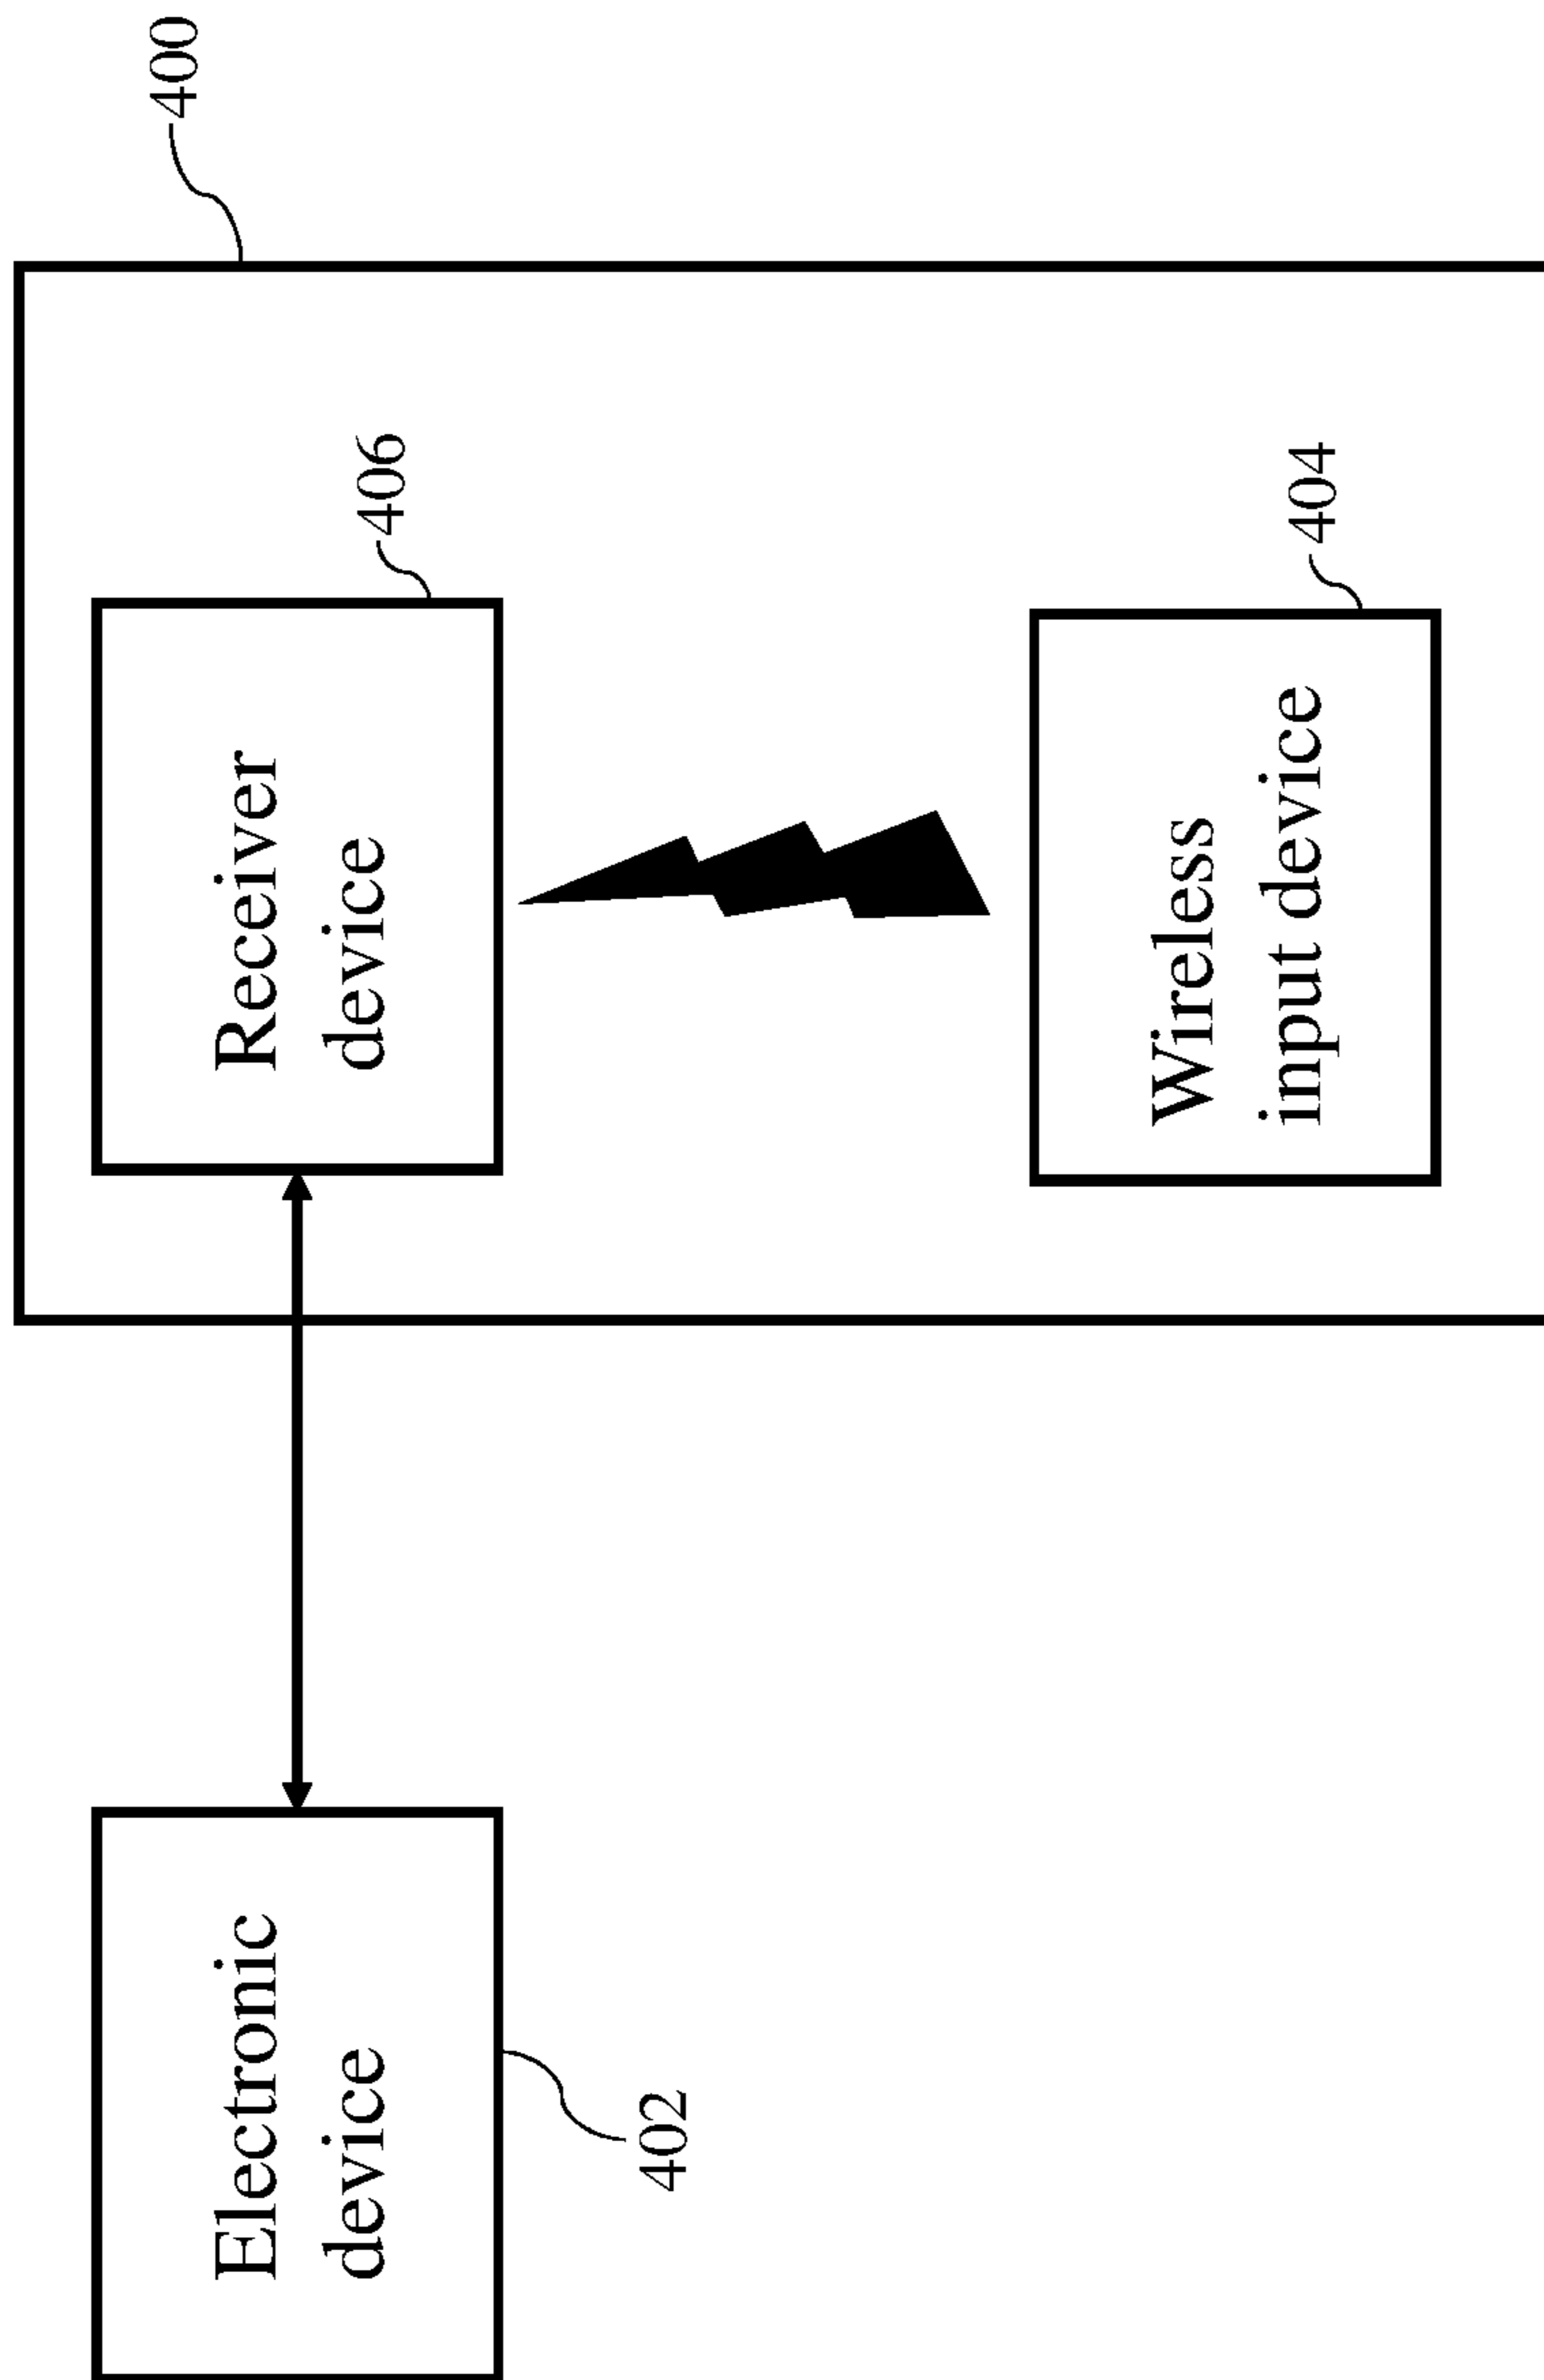 400
Electronic
device
402
Receiver
device
406
Wireless
input device
404